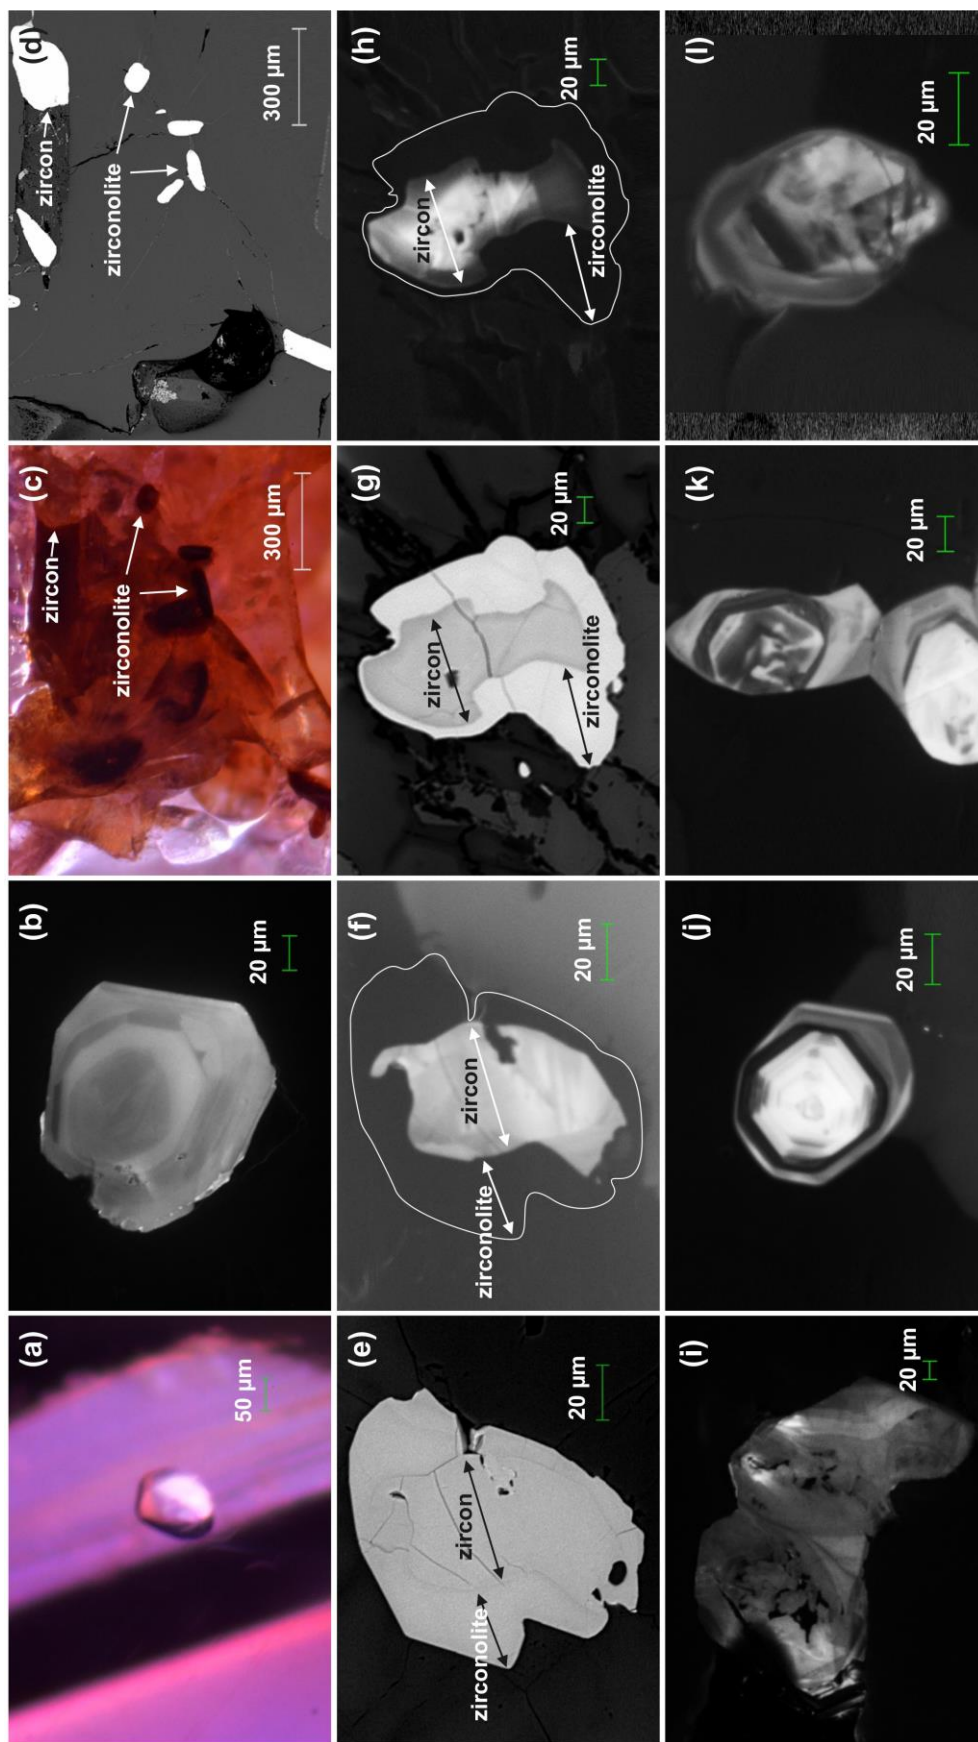 (a)
50 µm
(b)
20 µm
(c)
zircon
zirconolite
300 µm
(d)
zircon
zirconolite
300 µm
(e)
zirconolite
zircon
20 µm
(f)
zirconolite
zircon
20 µm
(g)
zircon
zirconolite
20 µm
(h)
zircon
zirconolite
20 µm
(i)
20 µm
(j)
20 µm
(k)
20 µm
(l)
20 µm